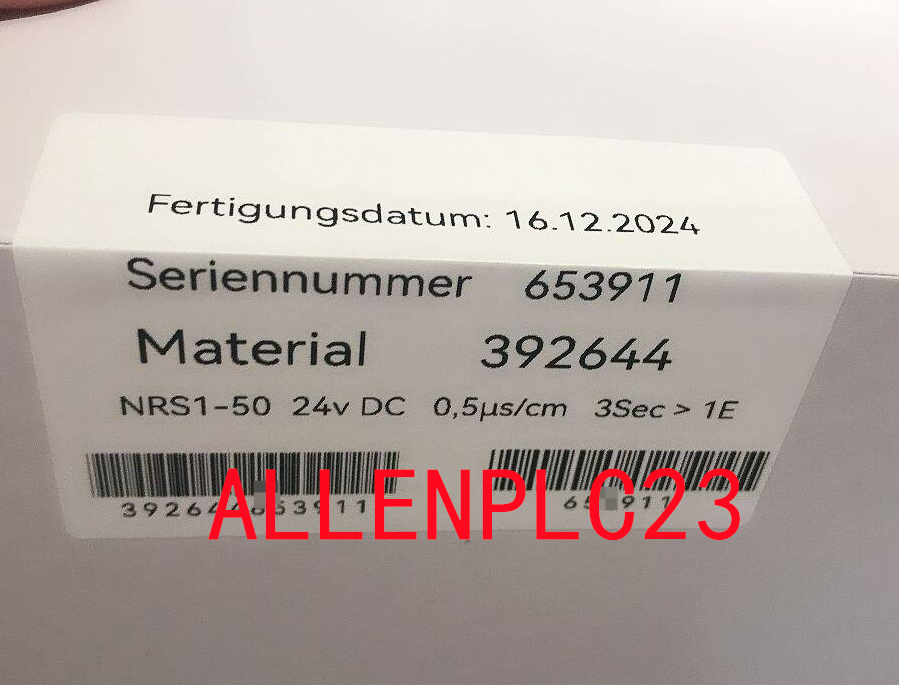 Fertigungsdatum: 16.12.2024
Seriennummer 653911
Material 392644
NRS1-50 24v DC 0,5µs/cm 3Sec > 1E
ALLENPLC23